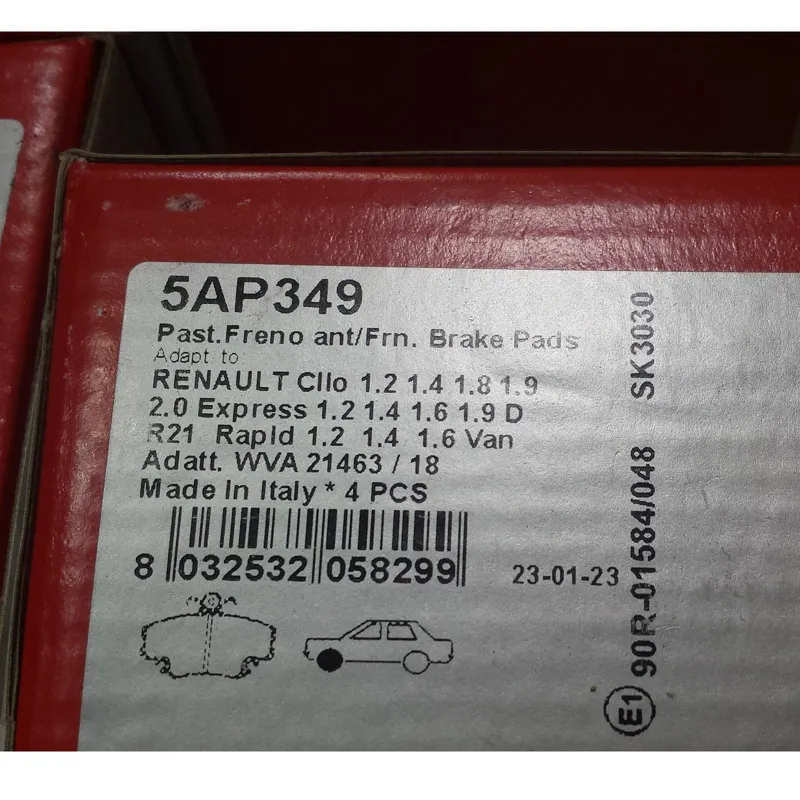 5AP349
Past.Freno ant/Frn. Brake Pads
Adapt to
RENAULT Clio 1.2 1.4 1.8 1.9
2.0 Express 1.2 1.4 1.6 1.9 D
R21 Rapid 1.2 1.4 1.6 Van
Adatt. WVA 21463 / 18
Made In Italy * 4 PCS
8 032532 058299
23-01-23
E1 90R-01584/048 SK3030